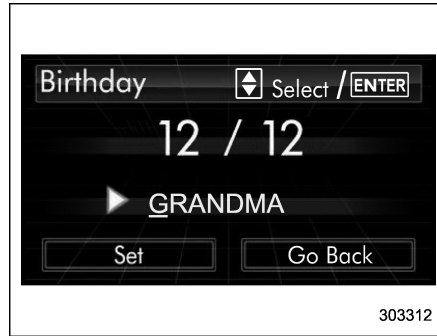 Birthday Select / ENTER
12 / 12
GRANDMA
Set Go Back
303312